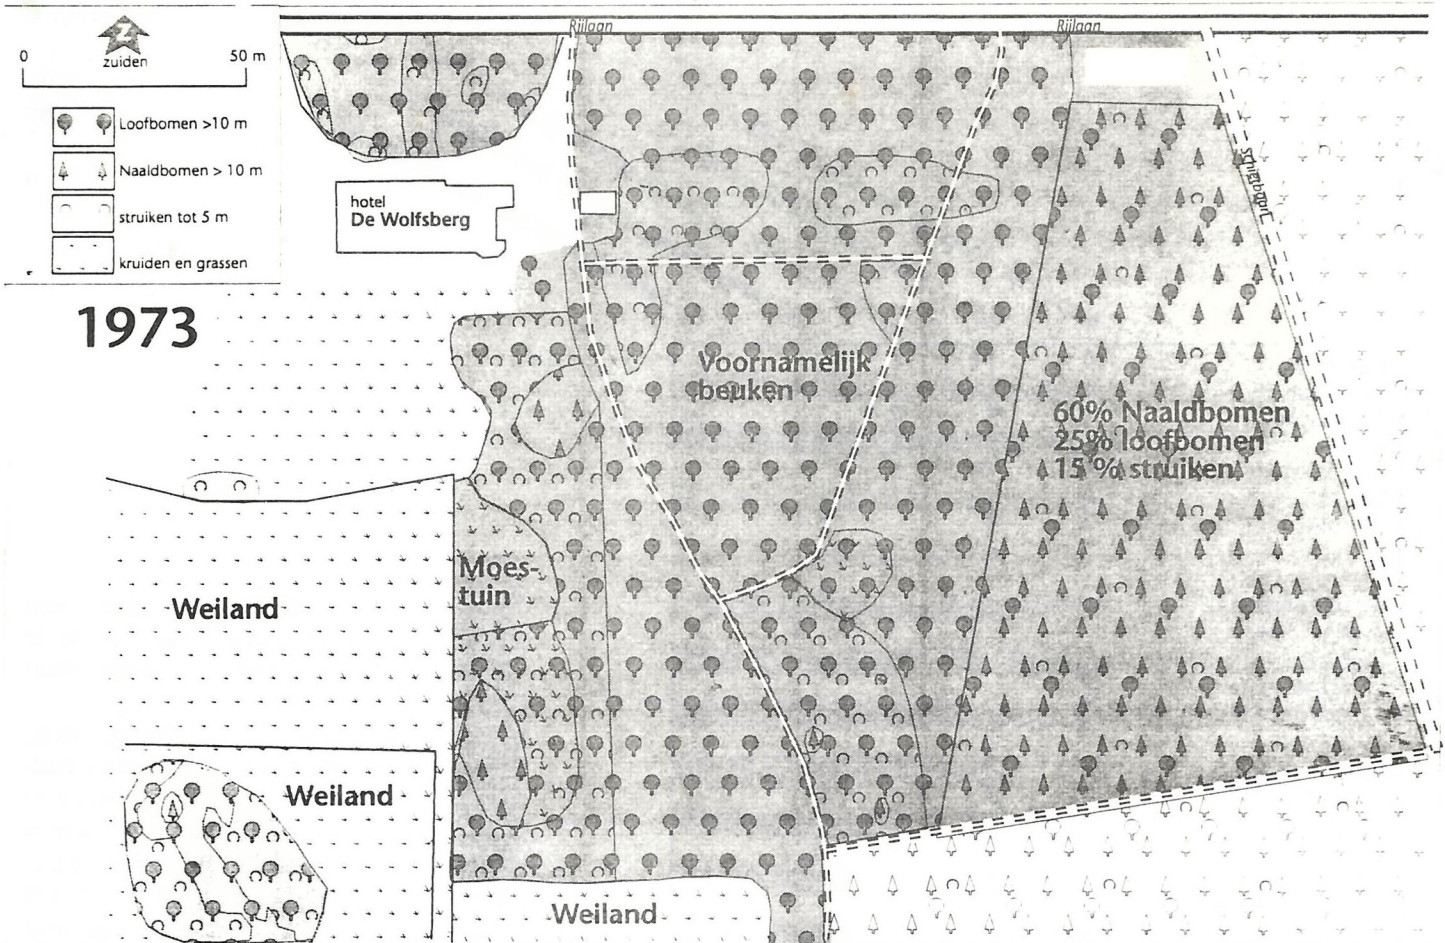 Z
zuiden
0
50 m
Loofbomen >10 m
Naaldbomen > 10 m
struiken tot 5 m
kruiden en grassen
1973
Rijlaan
Rijlaan
schietbaan
hotel
De Wolfsberg
Voornamelijk
beuken
60% Naaldbomen
25% loofbomen
15 % struiken
Moes-
tuin
Weiland
Weiland
Weiland